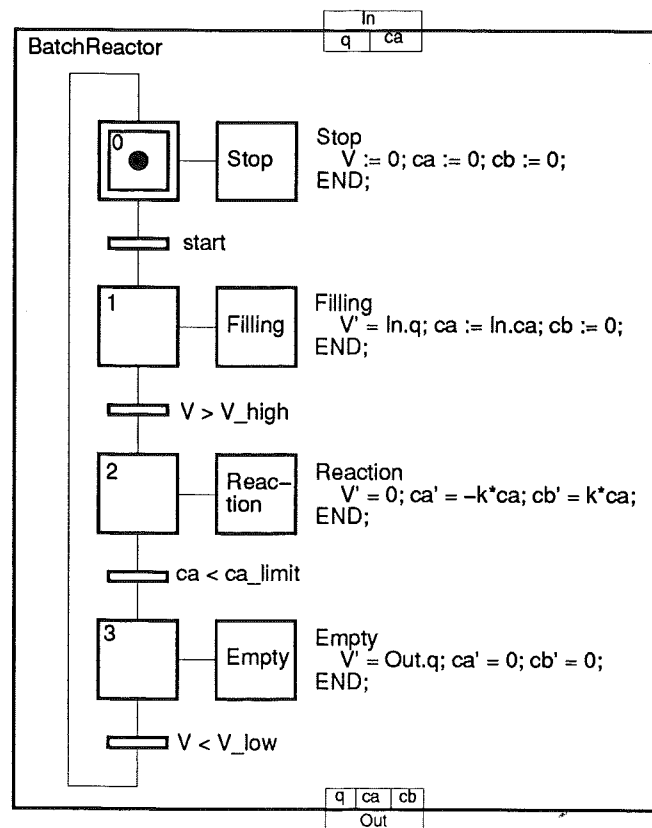 In
q ca
BatchReactor
0
Stop
Stop
V := 0; ca := 0; cb := 0;
END;
start
1
Filling
Filling
V' = In.q; ca := In.ca; cb := 0;
END;
V > V_high
2
Reac–
tion
Reaction
V' = 0; ca' = –k*ca; cb' = k*ca;
END;
ca < ca_limit
3
Empty
Empty
V' = Out.q; ca' = 0; cb' = 0;
END;
V < V_low
q ca cb
Out